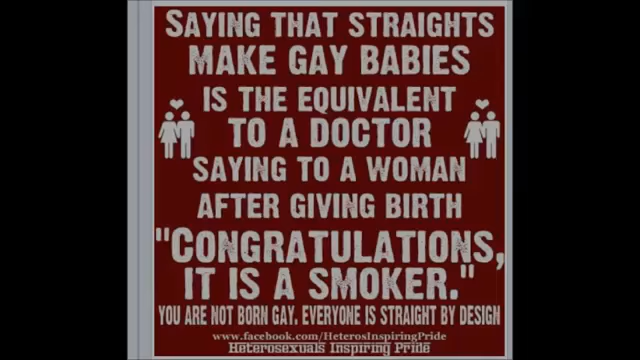 SAYING THAT STRAIGHTS
MAKE GAY BABIES
IS THE EQUIVALENT
TO A DOCTOR
SAYING TO A WOMAN
AFTER GIVING BIRTH
"CONGRATULATIONS,
IT IS A SMOKER."
YOU ARE NOT BORN GAY. EVERYONE IS STRAIGHT BY DESIGN
www.facebook.com/HeterosInspiringPride
Heterosexuals Inspiring Pride